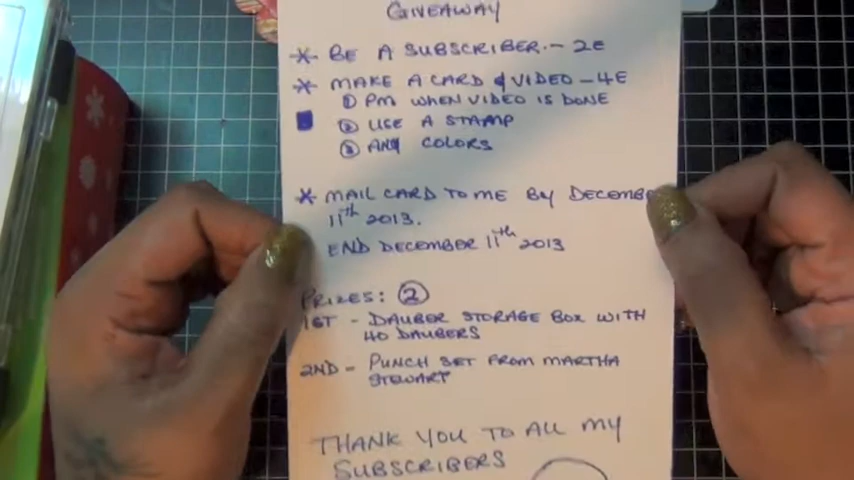 GIVEAWAY
* BE A SUBSCRIBER. - 2E
* MAKE A CARD & VIDEO - 4E
① PM WHEN VIDEO IS DONE
② USE A STAMP
③ ANY COLORS
* MAIL CARD TO ME BY DECEMBER
11th 2013.
END DECEMBER 11th 2013
PRIZES: ②
1ST - DAUBER STORAGE BOX WITH
40 DAUBERS
2ND - PUNCH SET FROM MARTHA
STEWART
THANK YOU TO ALL MY
SUBSCRIBERS